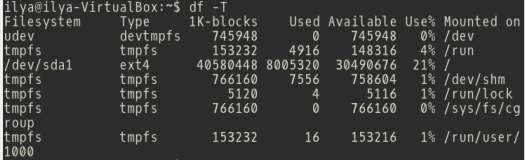 ilya@ilya-VirtualBox:~$ df -T
Filesystem     Type     1K-blocks    Used Available Use% Mounted on
udev           devtmpfs    745948       0    745948   0% /dev
tmpfs          tmpfs       153232    4916    148316   4% /run
/dev/sda1      ext4      40580448 8005320  30490676  21% /
tmpfs          tmpfs       766160    7556    758604   1% /dev/shm
tmpfs          tmpfs         5120       4      5116   1% /run/lock
tmpfs          tmpfs       766160       0    766160   0% /sys/fs/cg
roup
tmpfs          tmpfs       153232      16    153216   1% /run/user/
1000